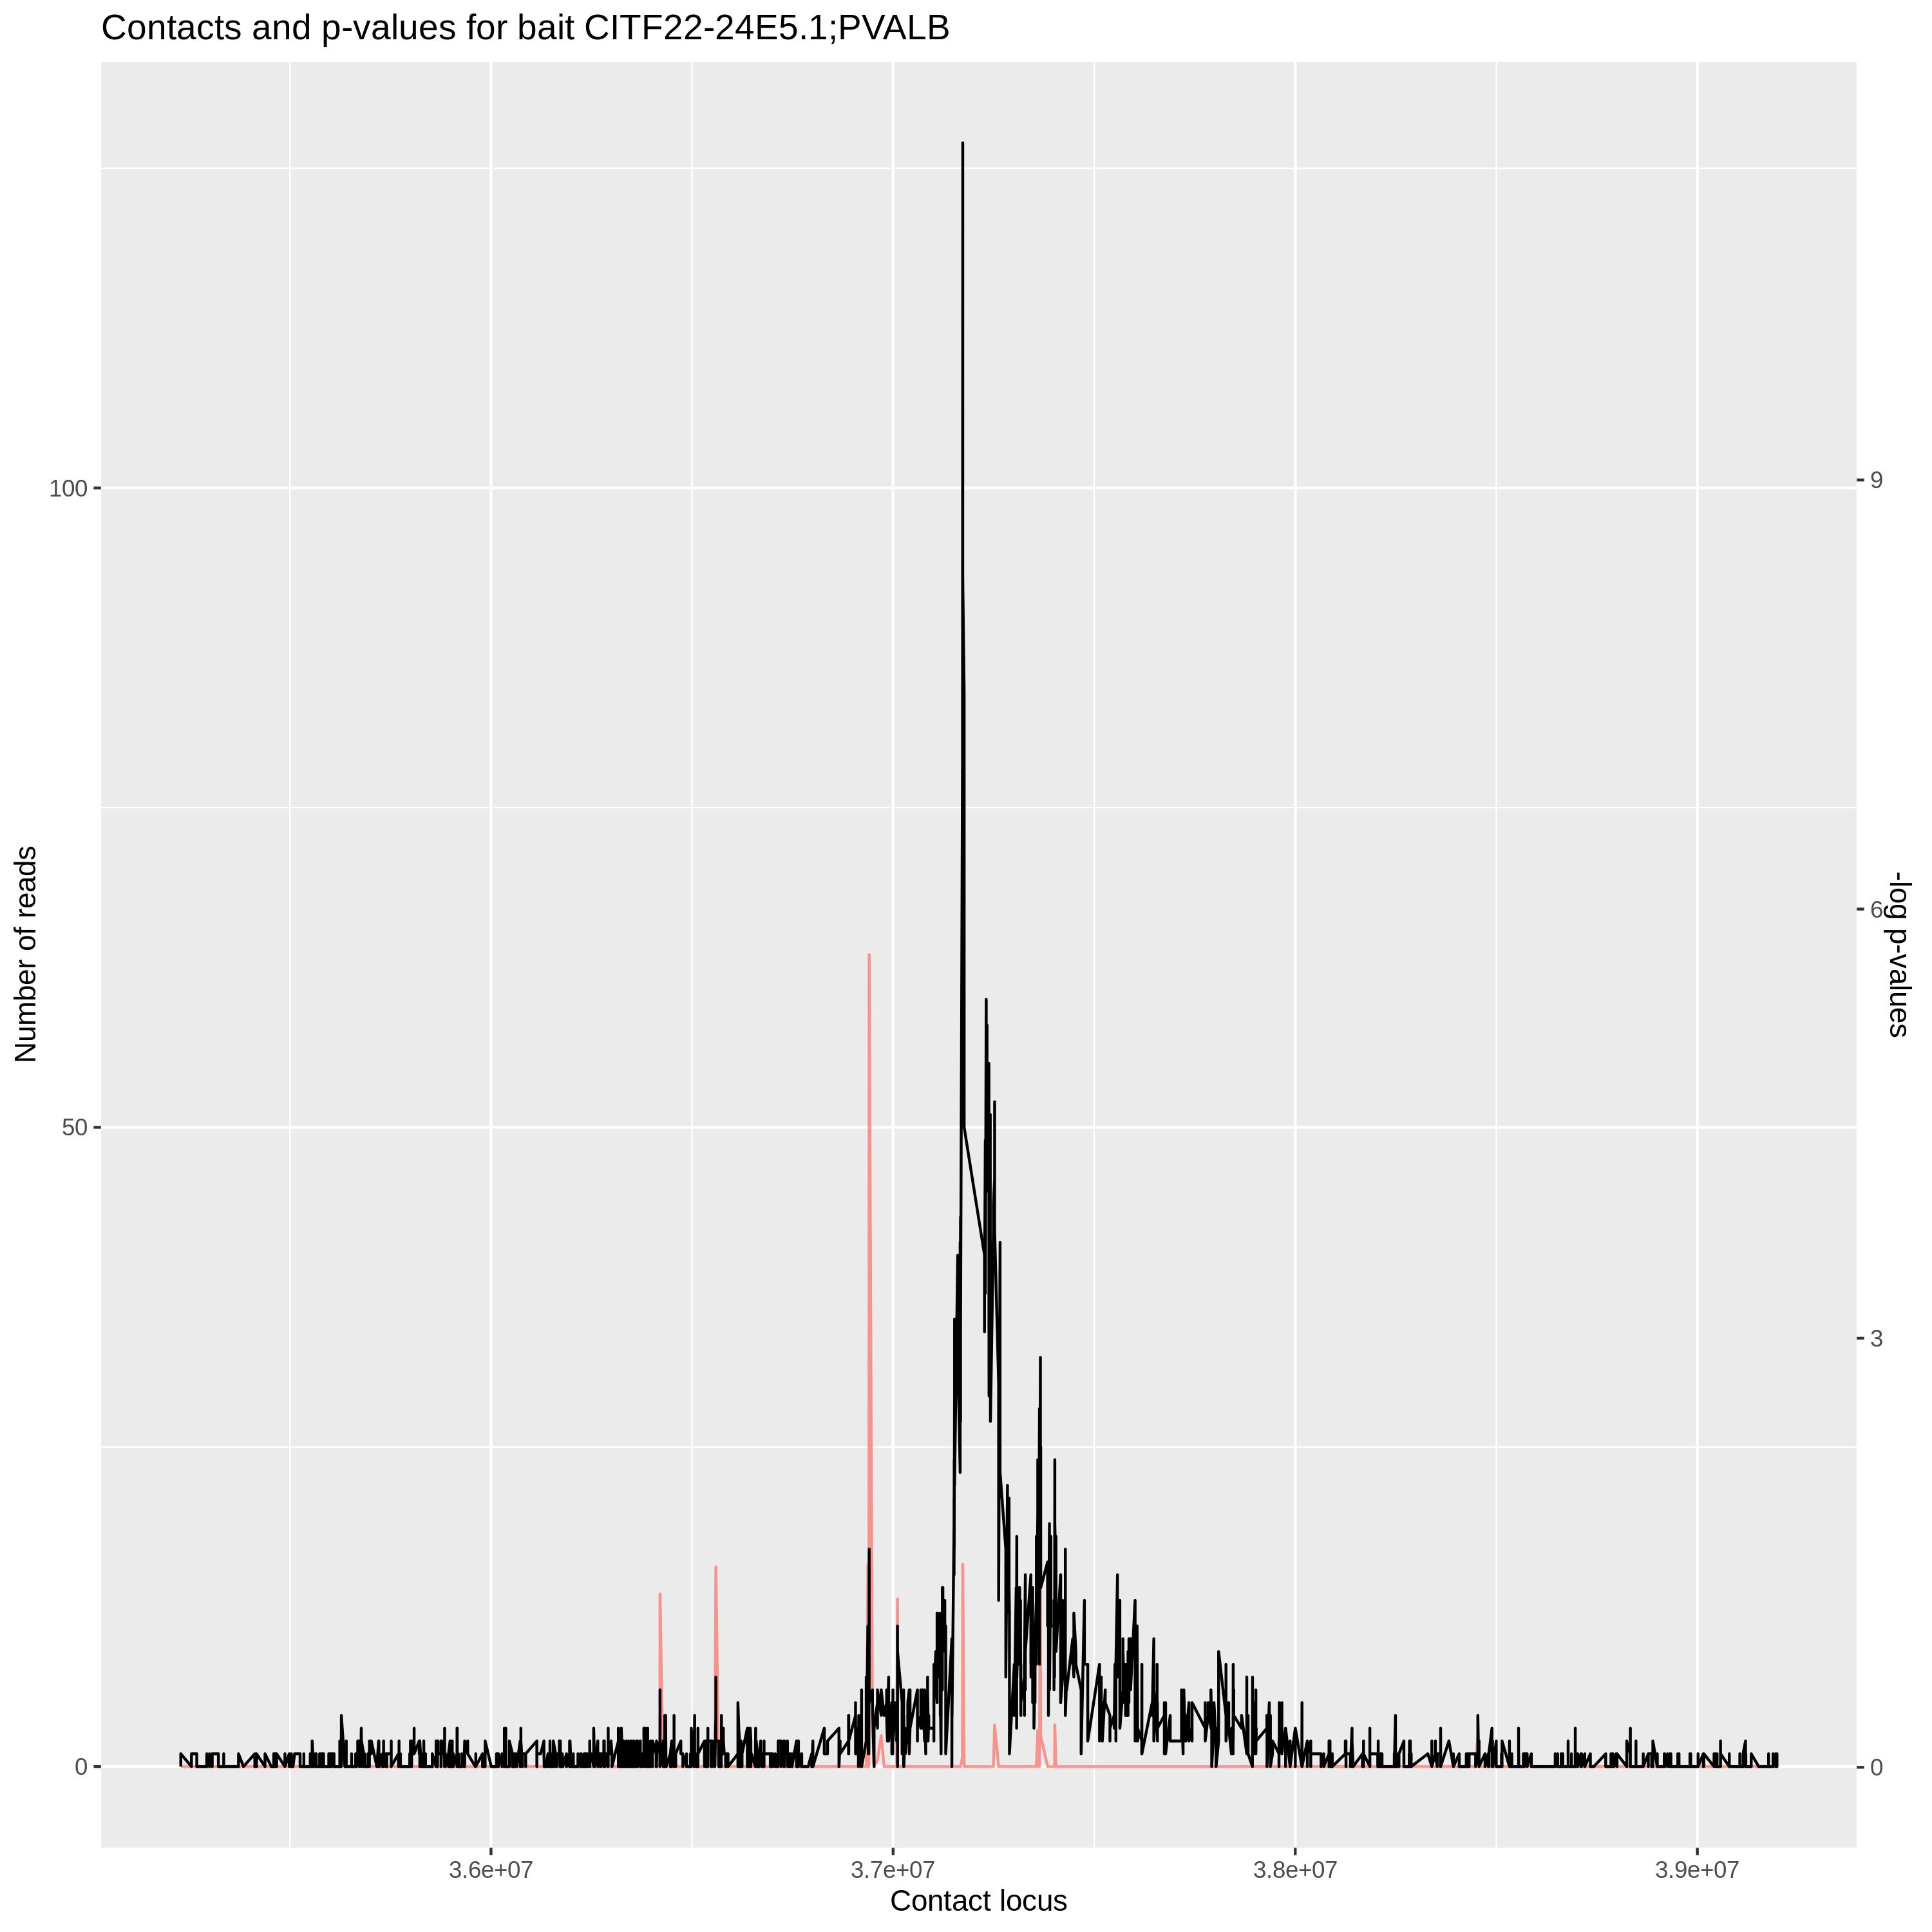 Contacts and p-values for bait CITF22-24E5.1;PVALB
Number of reads
100
50
0
9
6
3
0
-log p-values
3.6e+07
3.7e+07
3.8e+07
3.9e+07
Contact locus